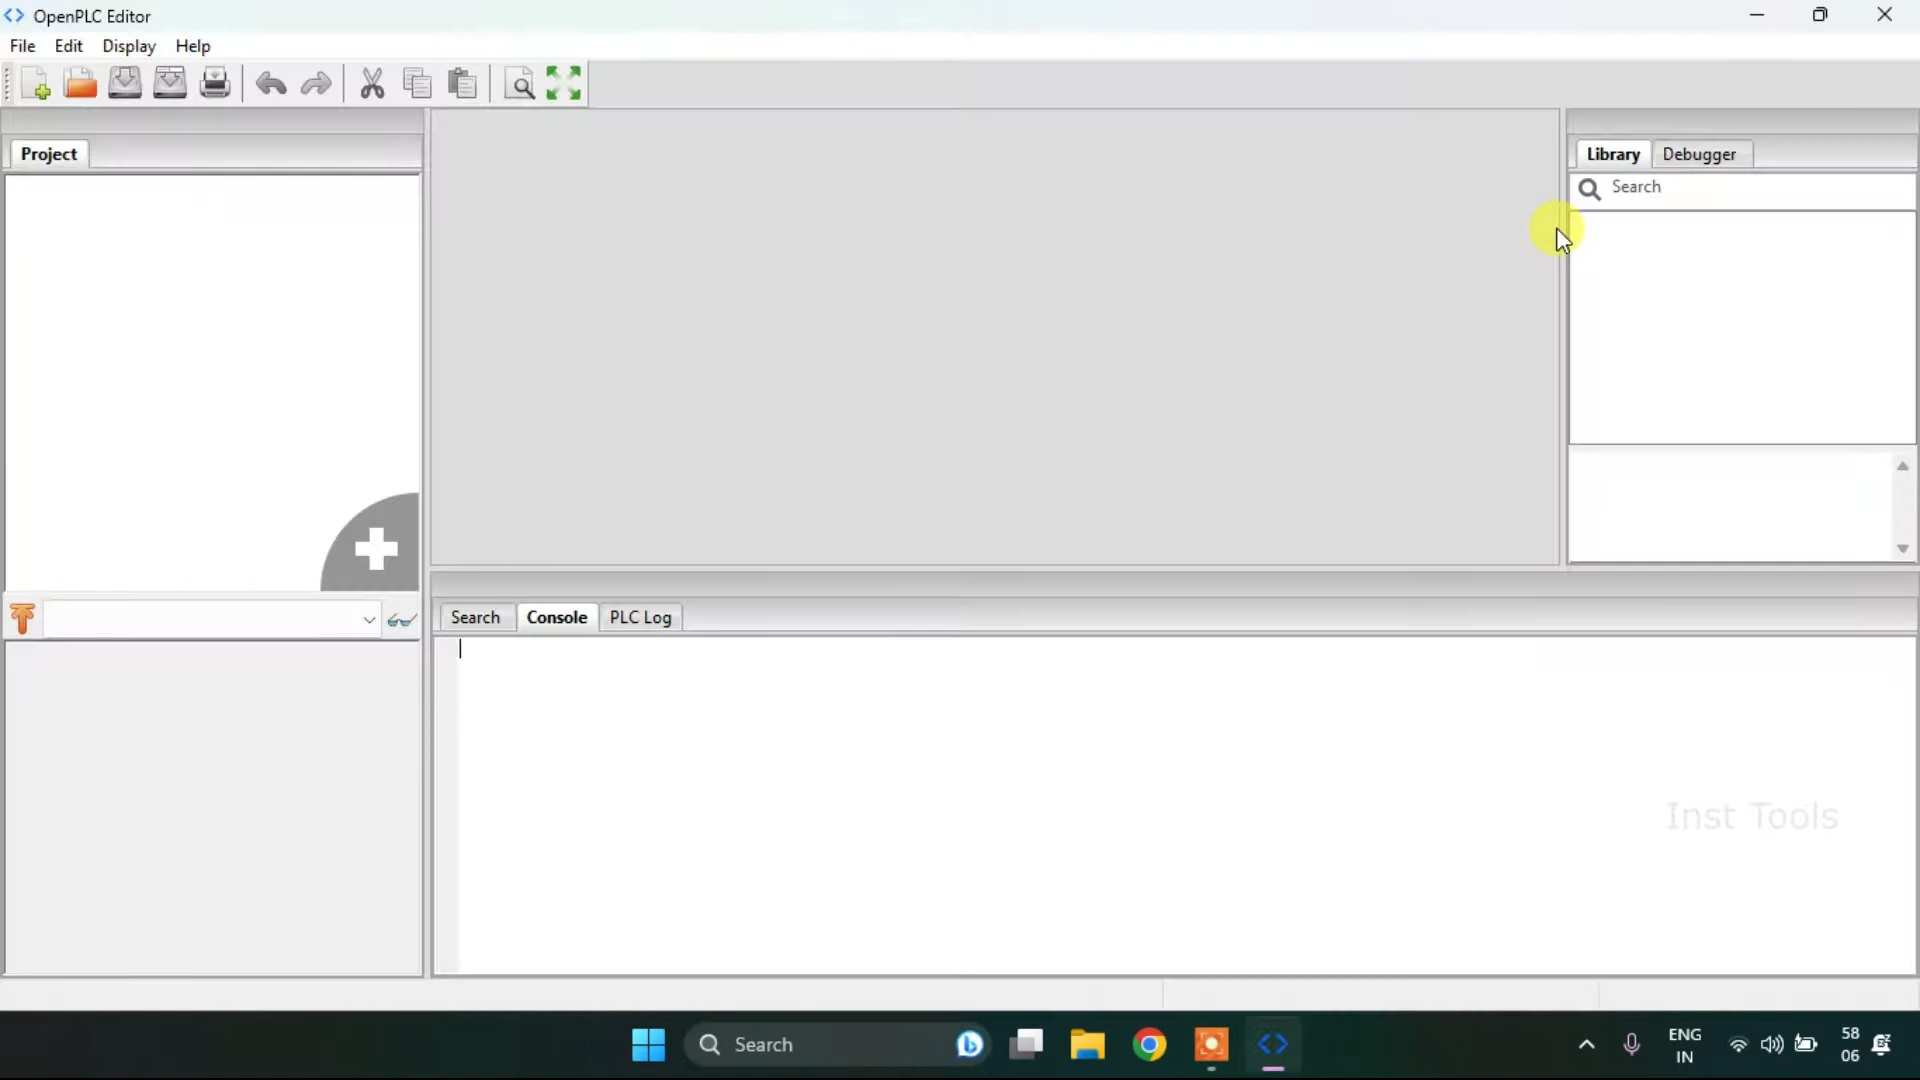 OpenPLC Editor
File Edit Display Help
Project
Library Debugger
Search
Search Console PLC Log
Inst Tools
Search
ENG
IN
58
06